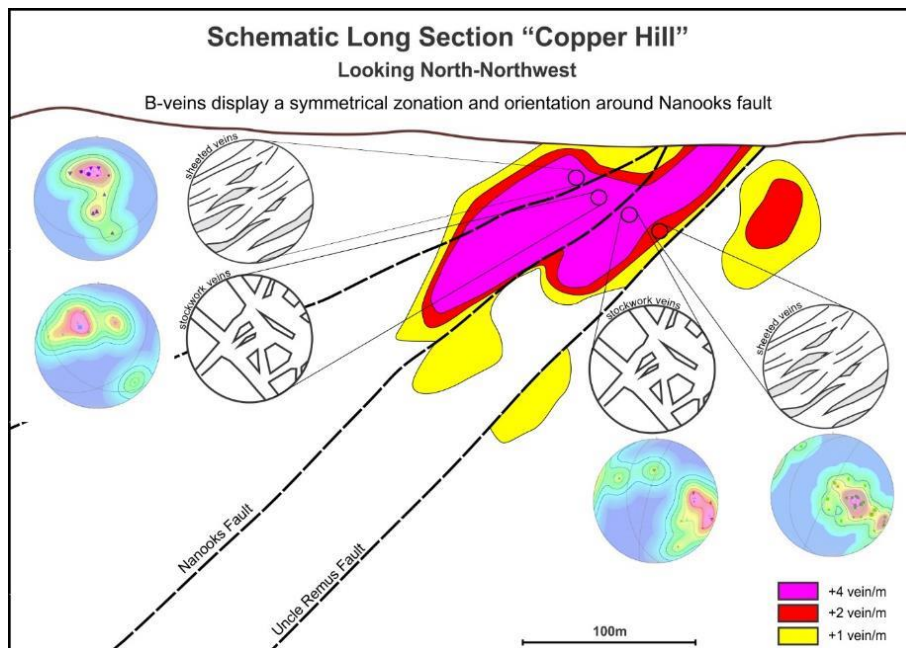 Schematic Long Section “Copper Hill”
Looking North-Northwest
B-veins display a symmetrical zonation and orientation around Nanooks fault
sheeted veins
stockwork veins
stockwork veins
sheeted veins
Nanooks Fault
Uncle Remus Fault
100m
+4 vein/m
+2 vein/m
+1 vein/m